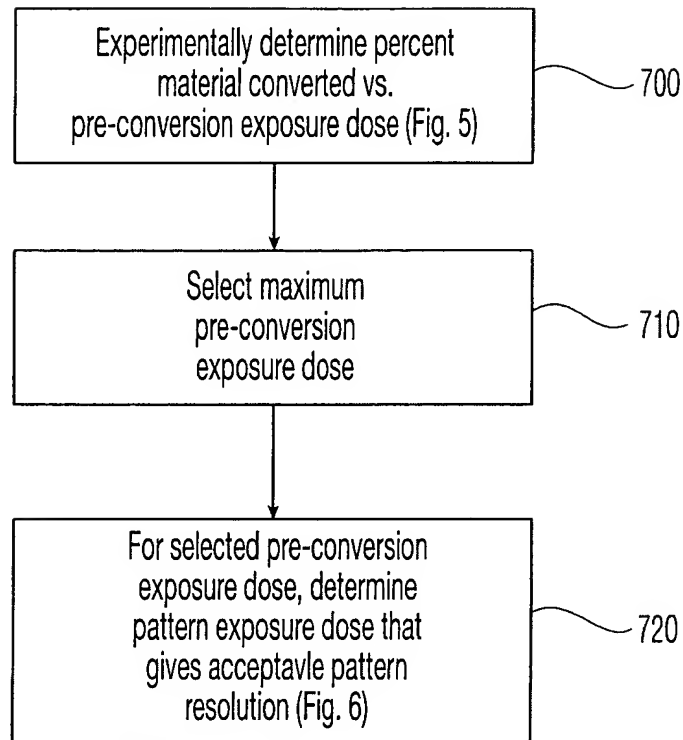 Experimentally determine percent
material converted vs.
pre-conversion exposure dose (Fig. 5)
700
Select maximum
pre-conversion
exposure dose
710
For selected pre-conversion
exposure dose, determine
pattern exposure dose that
gives acceptavle pattern
resolution (Fig. 6)
720